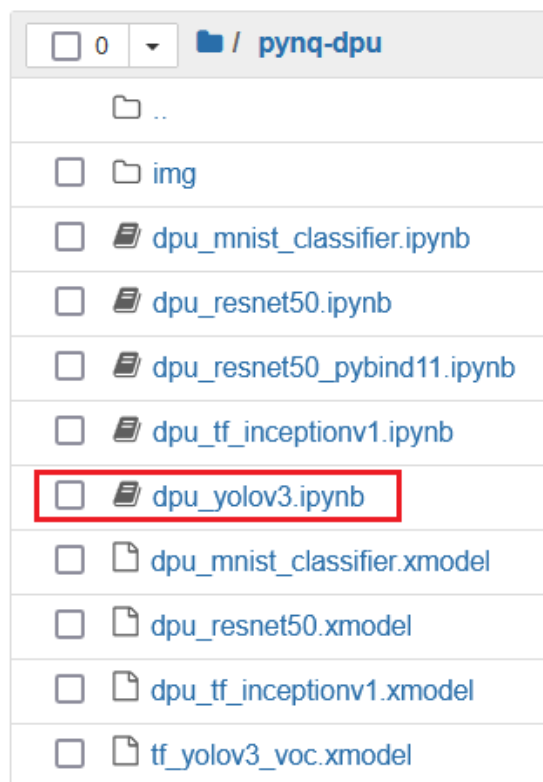 0 / pynq-dpu
..
img
dpu_mnist_classifier.ipynb
dpu_resnet50.ipynb
dpu_resnet50_pybind11.ipynb
dpu_tf_inceptionv1.ipynb
dpu_yolov3.ipynb
dpu_mnist_classifier.xmodel
dpu_resnet50.xmodel
dpu_tf_inceptionv1.xmodel
tf_yolov3_voc.xmodel